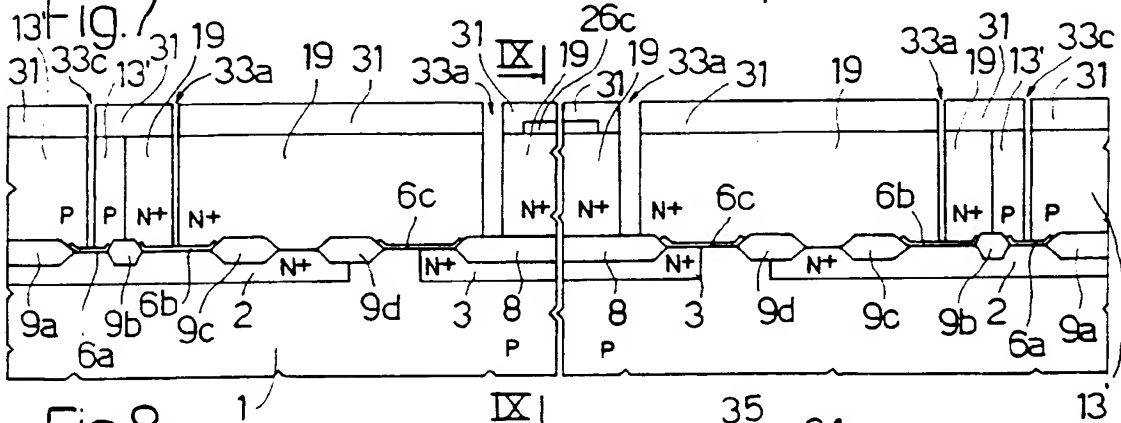 Fig. 7
13' 33c 31 19 31 26c 31 33c
31 13' 33a 19 31 33a IX 19 31 19 33a 31 19 33a 19 13' 31
P P N+ N+ 6c N+ N+ N+ 6c 6b N+ P P
N+ N+ N+ N+
9a 9b 6b 9c 2 9d 3 8 8 3 9d 9c 9b 2 9a
6a P P 6a
1 IX 35 13'